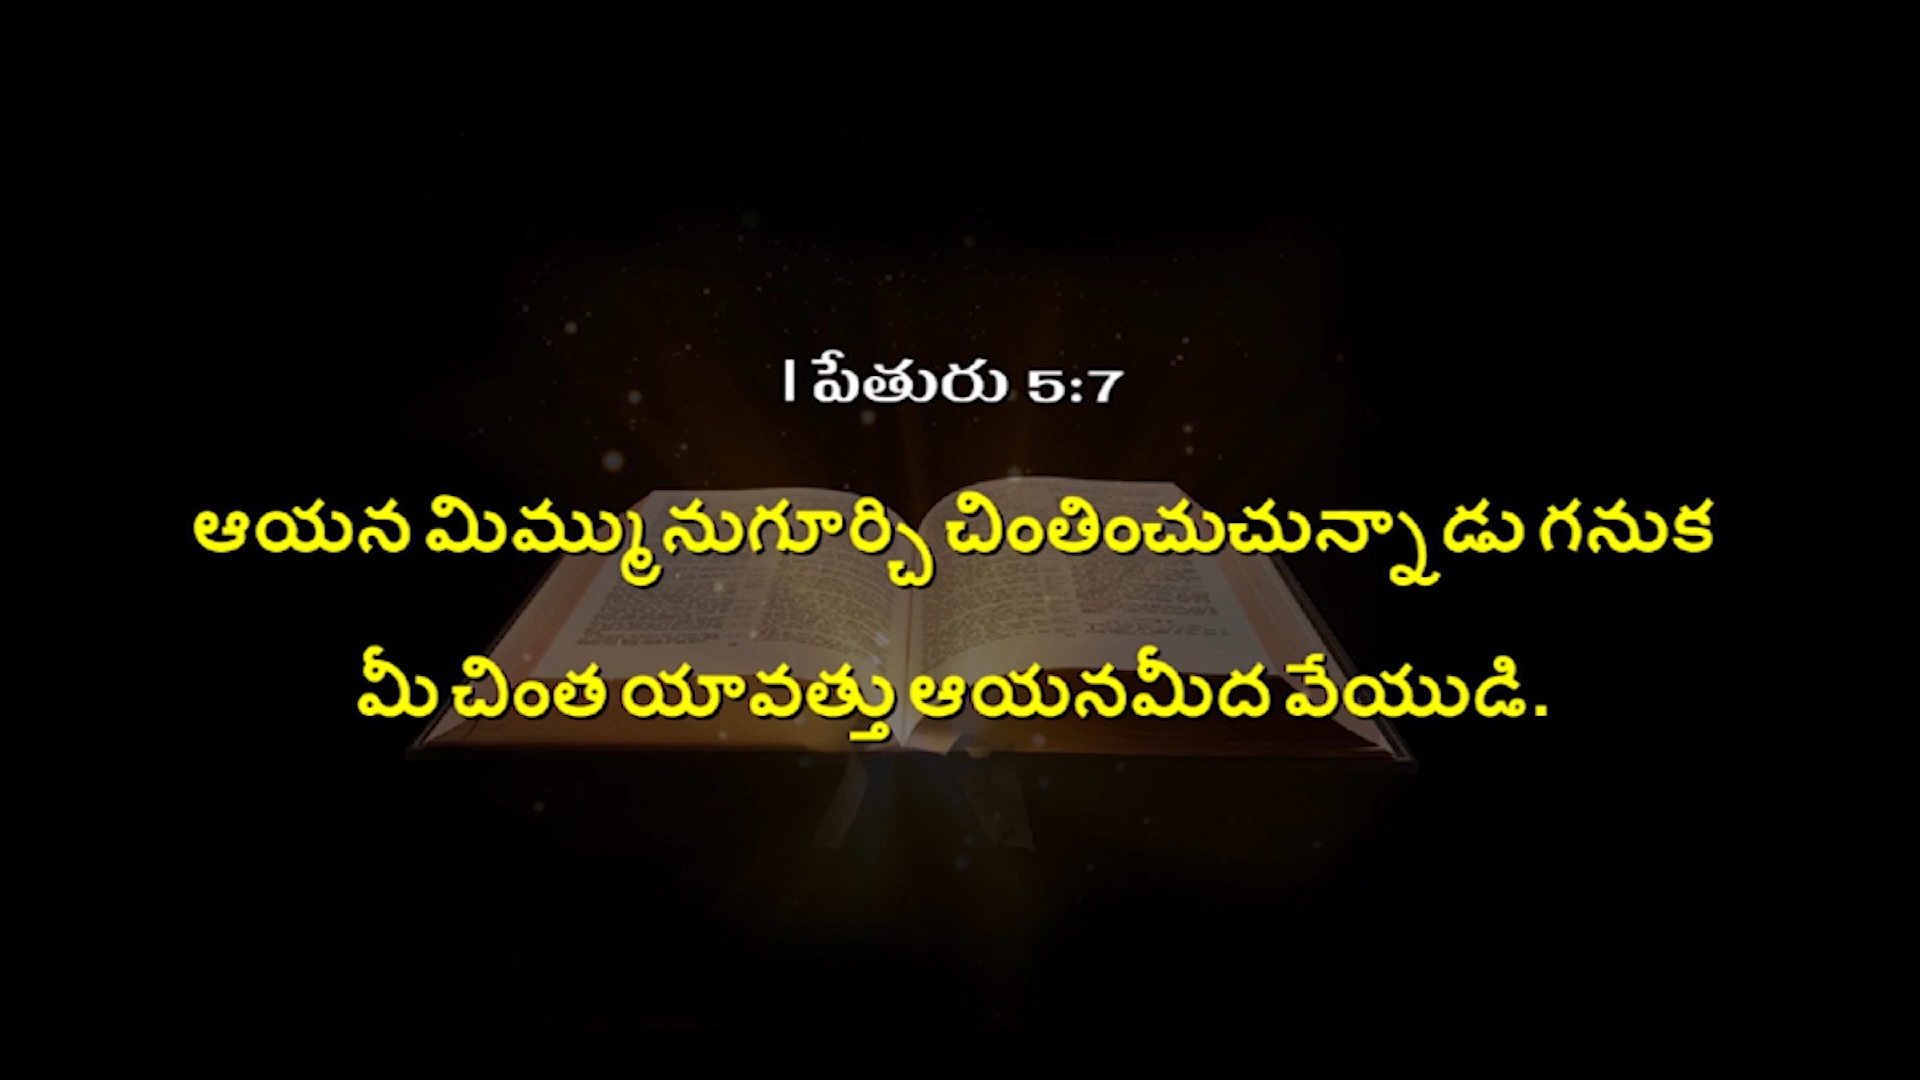 I పేతురు 5:7
ఆయన మిమ్మునుగూర్చి చింతించుచున్నాడు గనుక
మీ చింత యావత్తు ఆయనమీద వేయుడి.